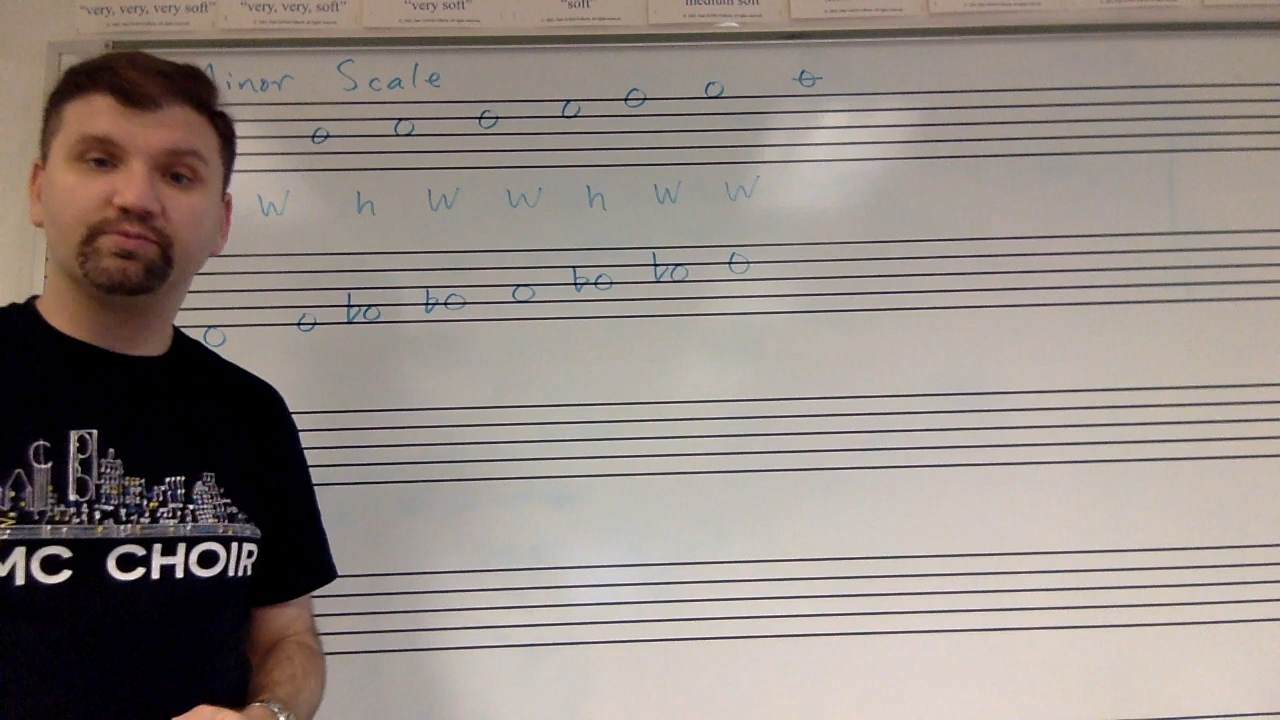 "very, very, very soft" "very, very soft" "very soft" "soft" medium soft
Minor Scale
W h W W h W W
MC CHOIR